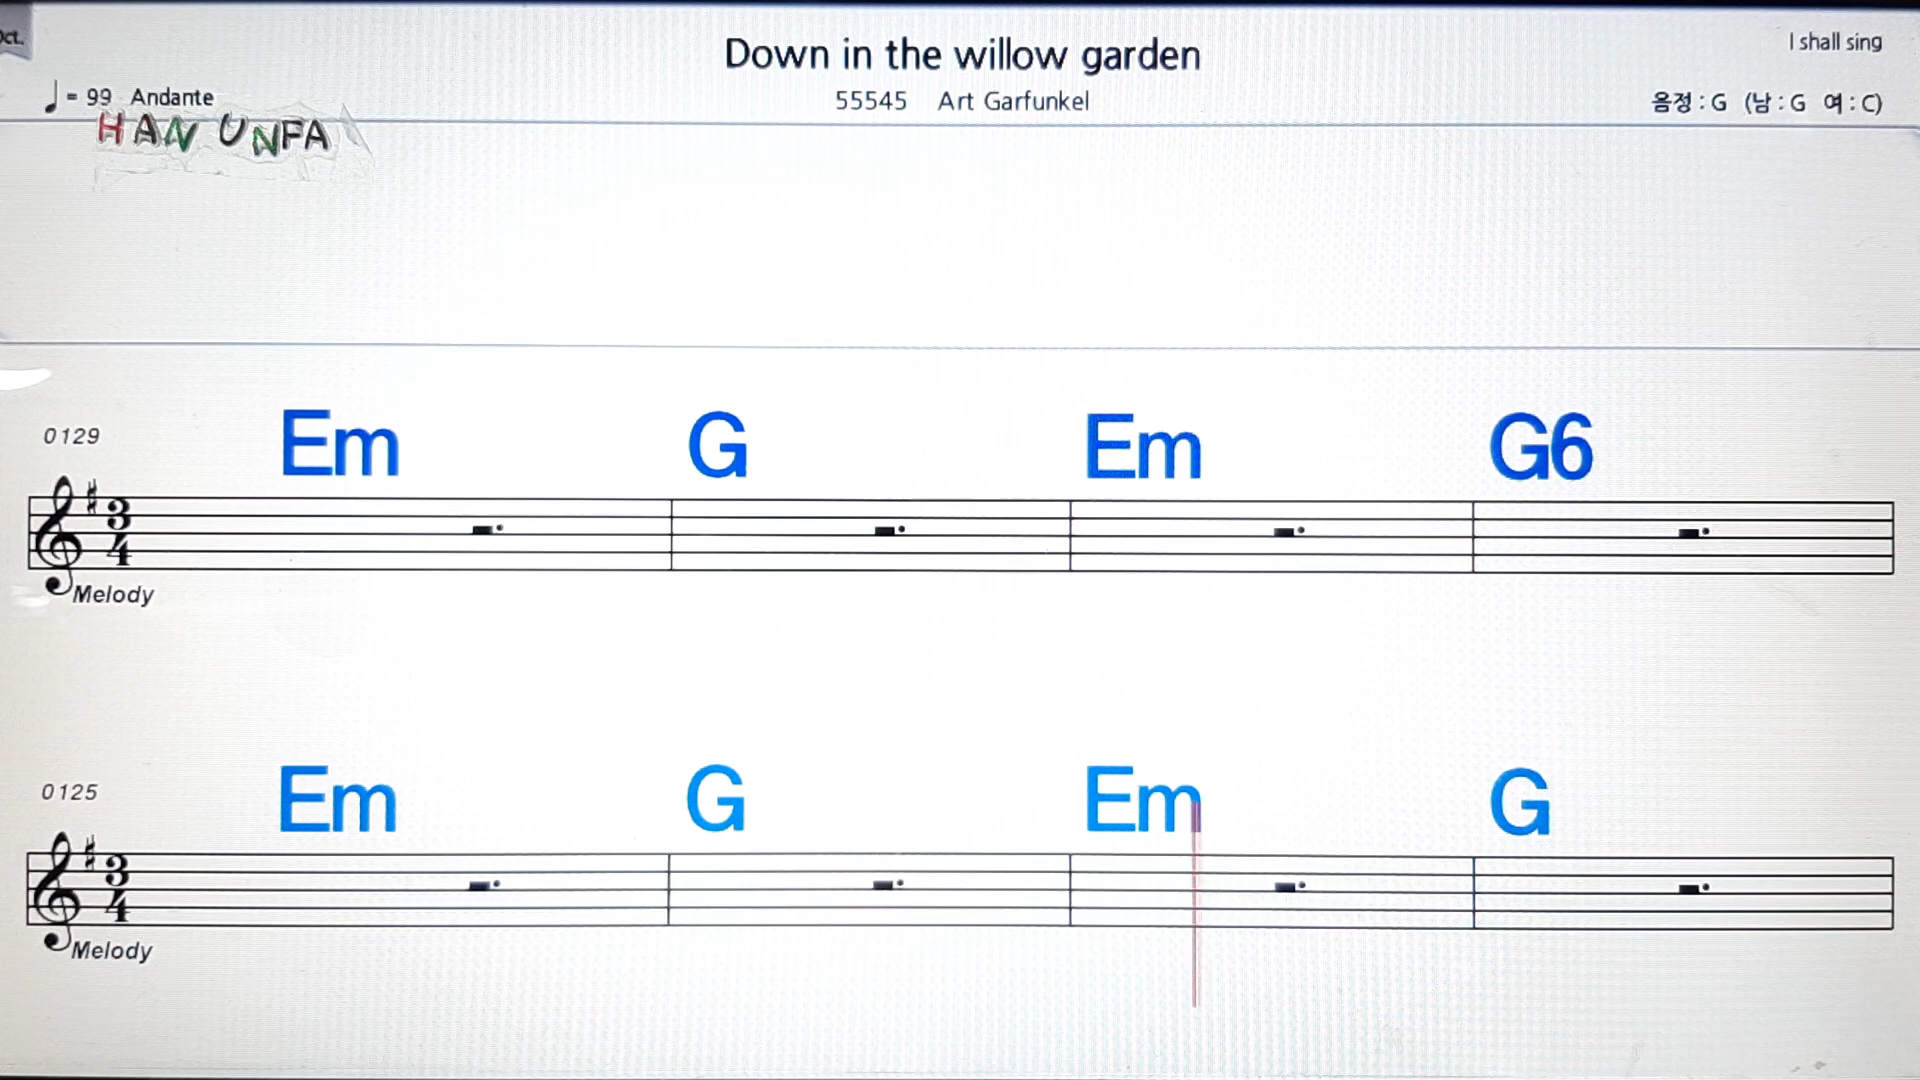 Oct.
Down in the willow garden
I shall sing
♩= 99 Andante
55545 Art Garfunkel
음정 : G (남 : G 여 : C)
HAN UNFA
0129
Em G Em G6
3
4
Melody
0125
Em G Em G
3
4
Melody